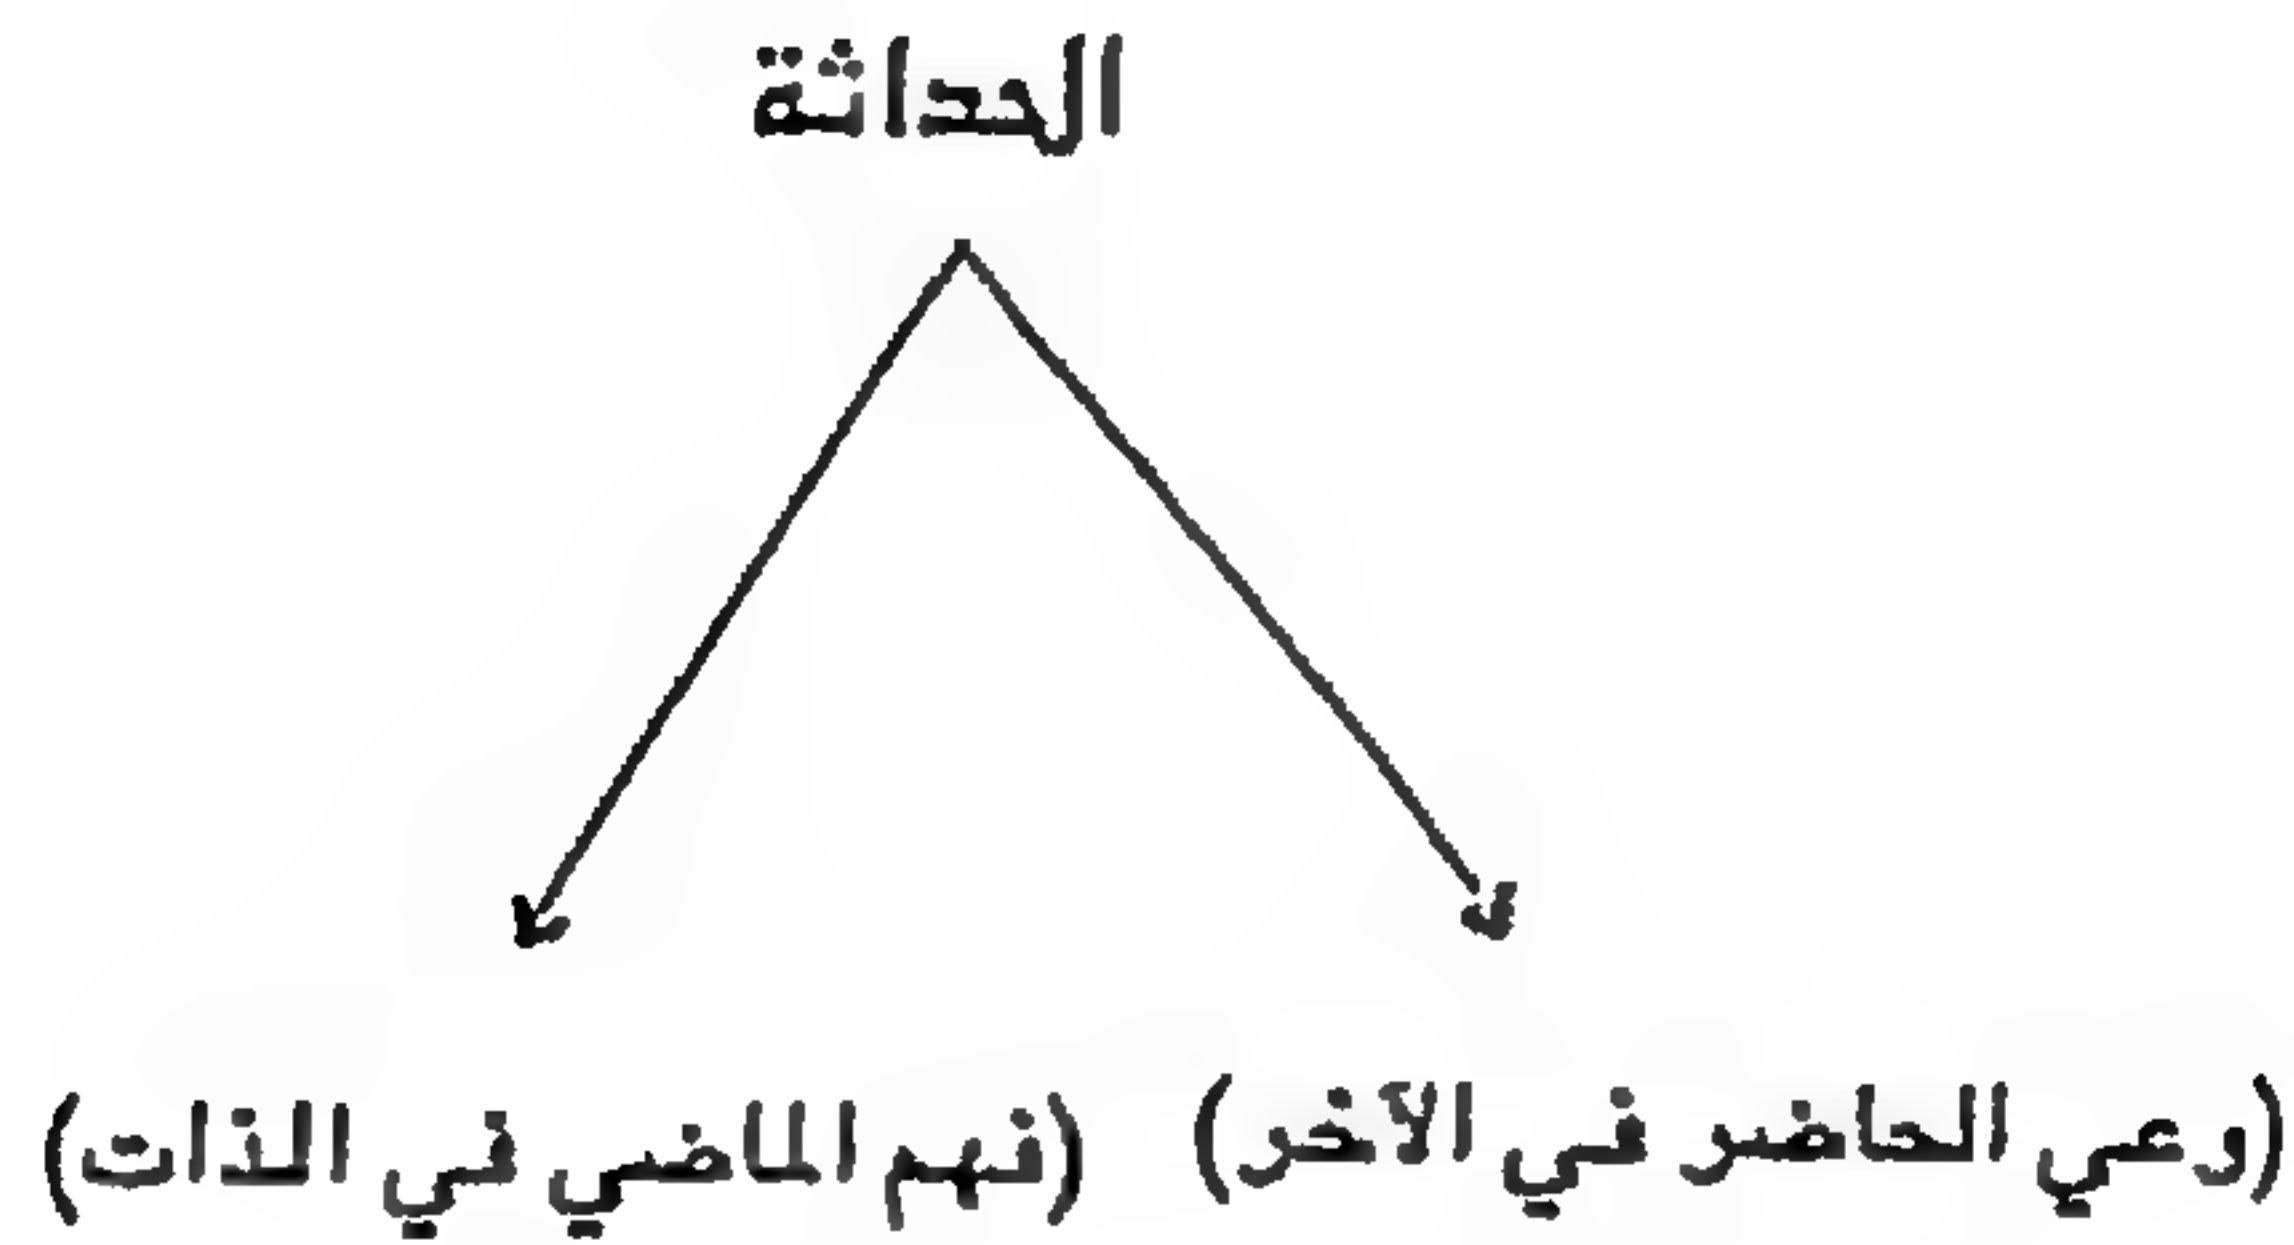 الحداثة
(وعي الحاضر في الآخر) (فهم الماضي في الذات)